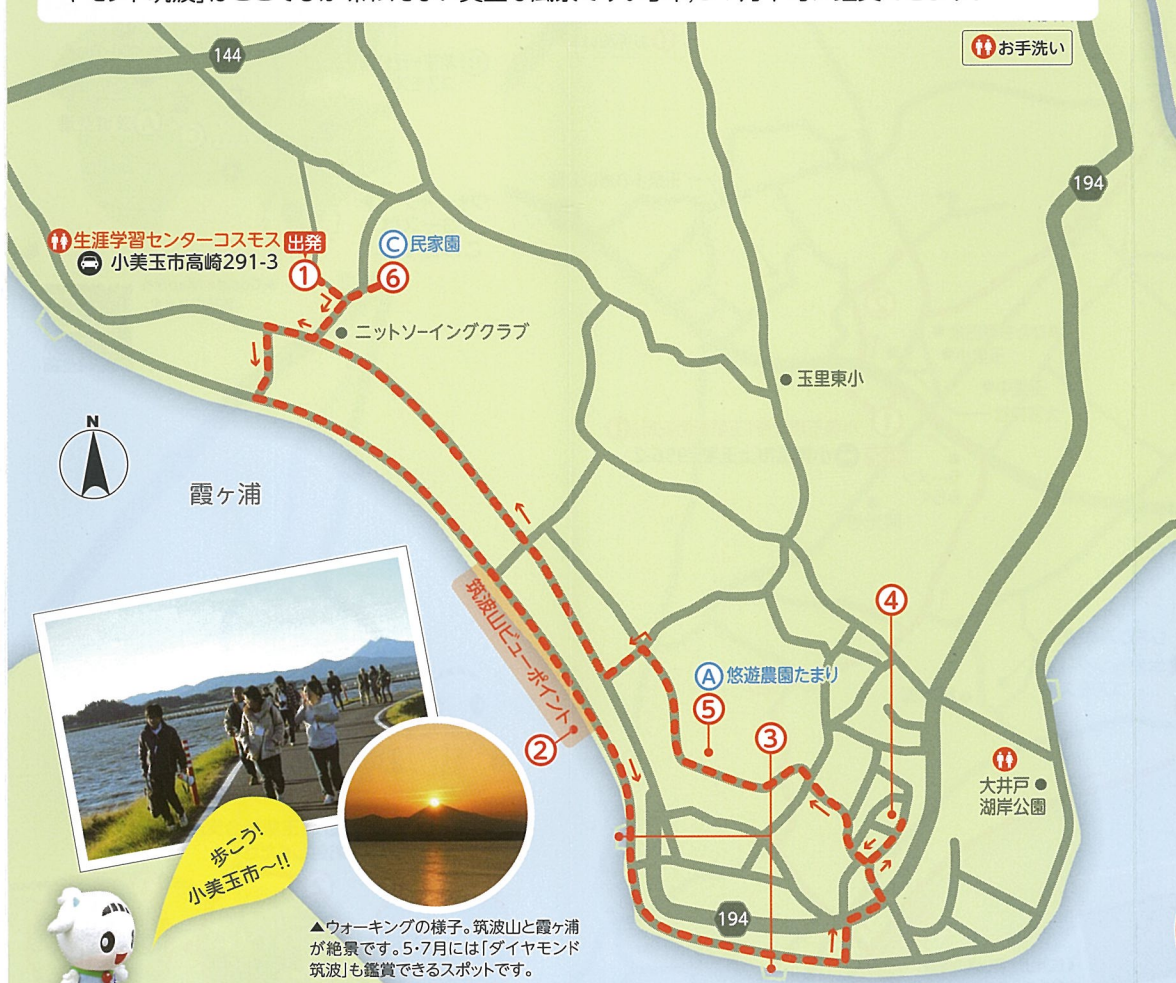 お手洗い
144
194
生涯学習センターコスモス 出発
小美玉市高崎291-3
①
Ⓒ民家園
⑥
ニットソーイングクラブ
玉里東小
N
霞ヶ浦
筑波山ビューポイント
②
④
Ⓐ悠遊農園たまり
⑤
③
大井戸
湖岸公園
194
歩こう!
小美玉市〜!!
▲ウォーキングの様子。筑波山と霞ヶ浦
が絶景です。5・7月には「ダイヤモンド
筑波」も鑑賞できるスポットです。